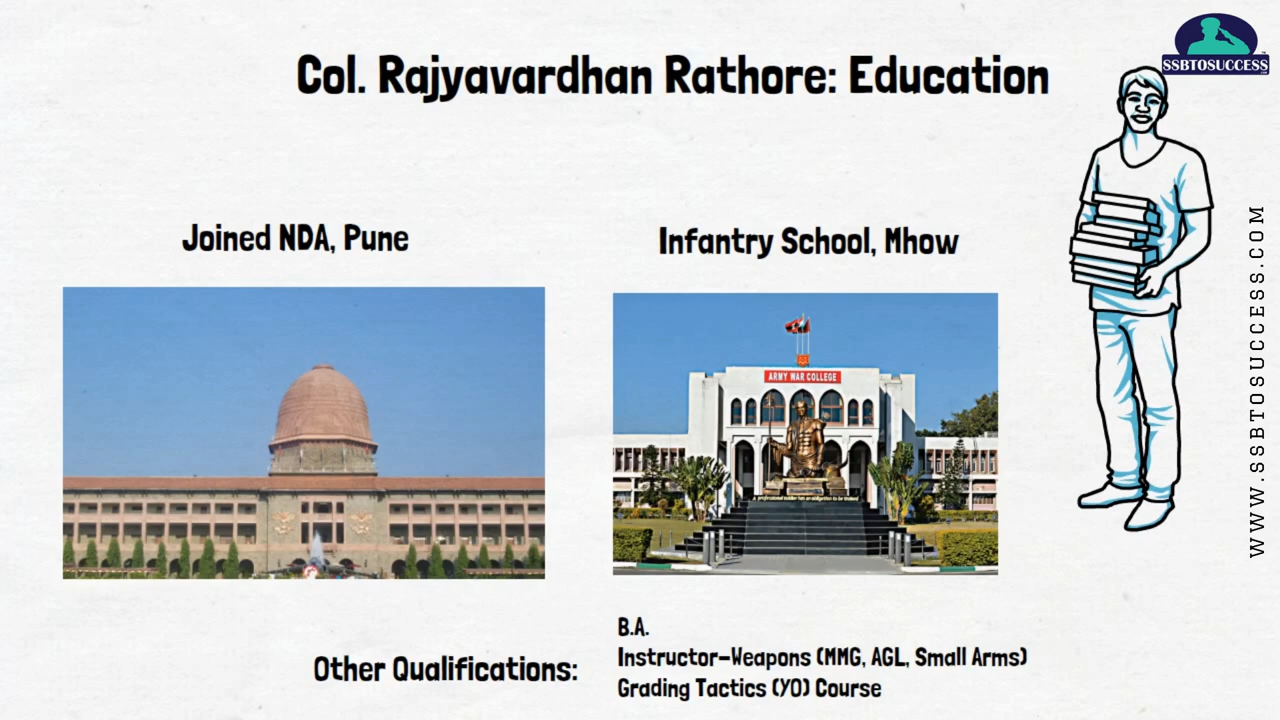 SSBTOSUCCESS
Col. Rajyavardhan Rathore: Education
Joined NDA, Pune
Infantry School, Mhow
ARMY WAR COLLEGE
Other Qualifications:
B.A.
Instructor-Weapons (MMG, AGL, Small Arms)
Grading Tactics (YO) Course
WWW.SSBTOSUCCESS.COM